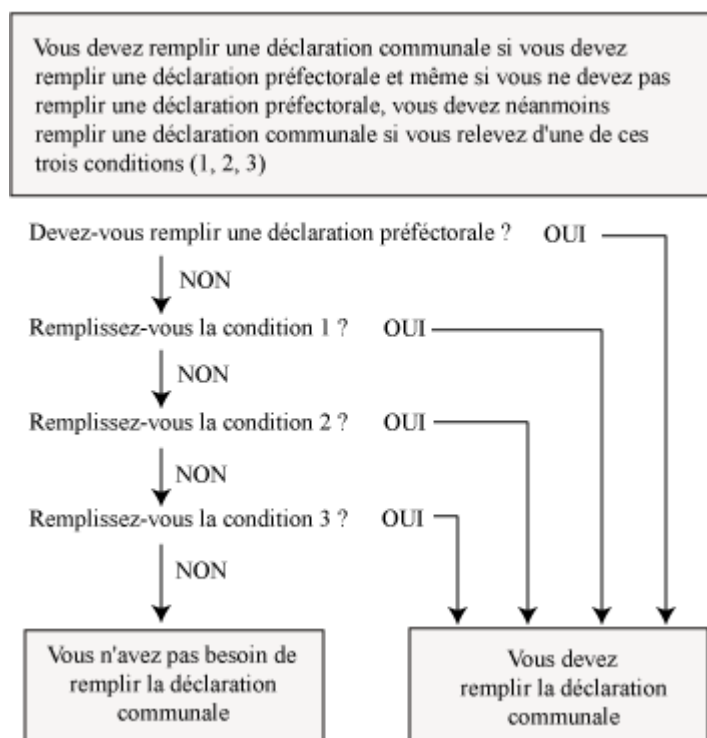 Vous devez remplir une déclaration communale si vous devez
remplir une déclaration préfectorale et même si vous ne devez pas
remplir une déclaration préfectorale, vous devez néanmoins
remplir une déclaration communale si vous relevez d'une de ces
trois conditions (1, 2, 3)
Devez-vous remplir une déclaration préféctorale ? OUI
NON
Remplissez-vous la condition 1 ? OUI
NON
Remplissez-vous la condition 2 ? OUI
NON
Remplissez-vous la condition 3 ? OUI
NON
Vous n'avez pas besoin de
remplir la déclaration
communale
Vous devez
remplir la déclaration
communale